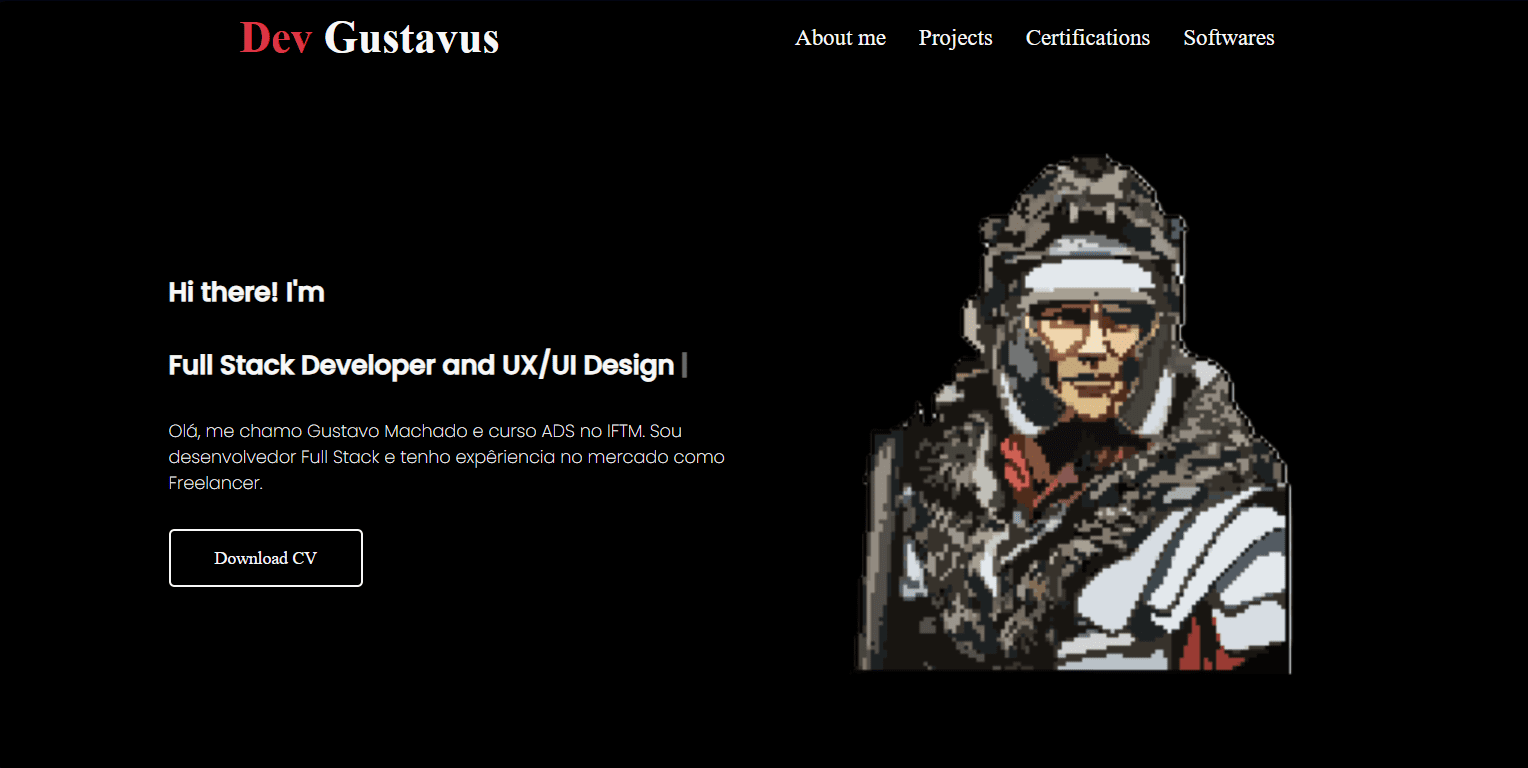 Dev Gustavus
About me Projects Certifications Softwares
Hi there! I'm
Full Stack Developer and UX/UI Design |
Olá, me chamo Gustavo Machado e curso ADS no IFTM. Sou
desenvolvedor Full Stack e tenho expêriencia no mercado como
Freelancer.
Download CV